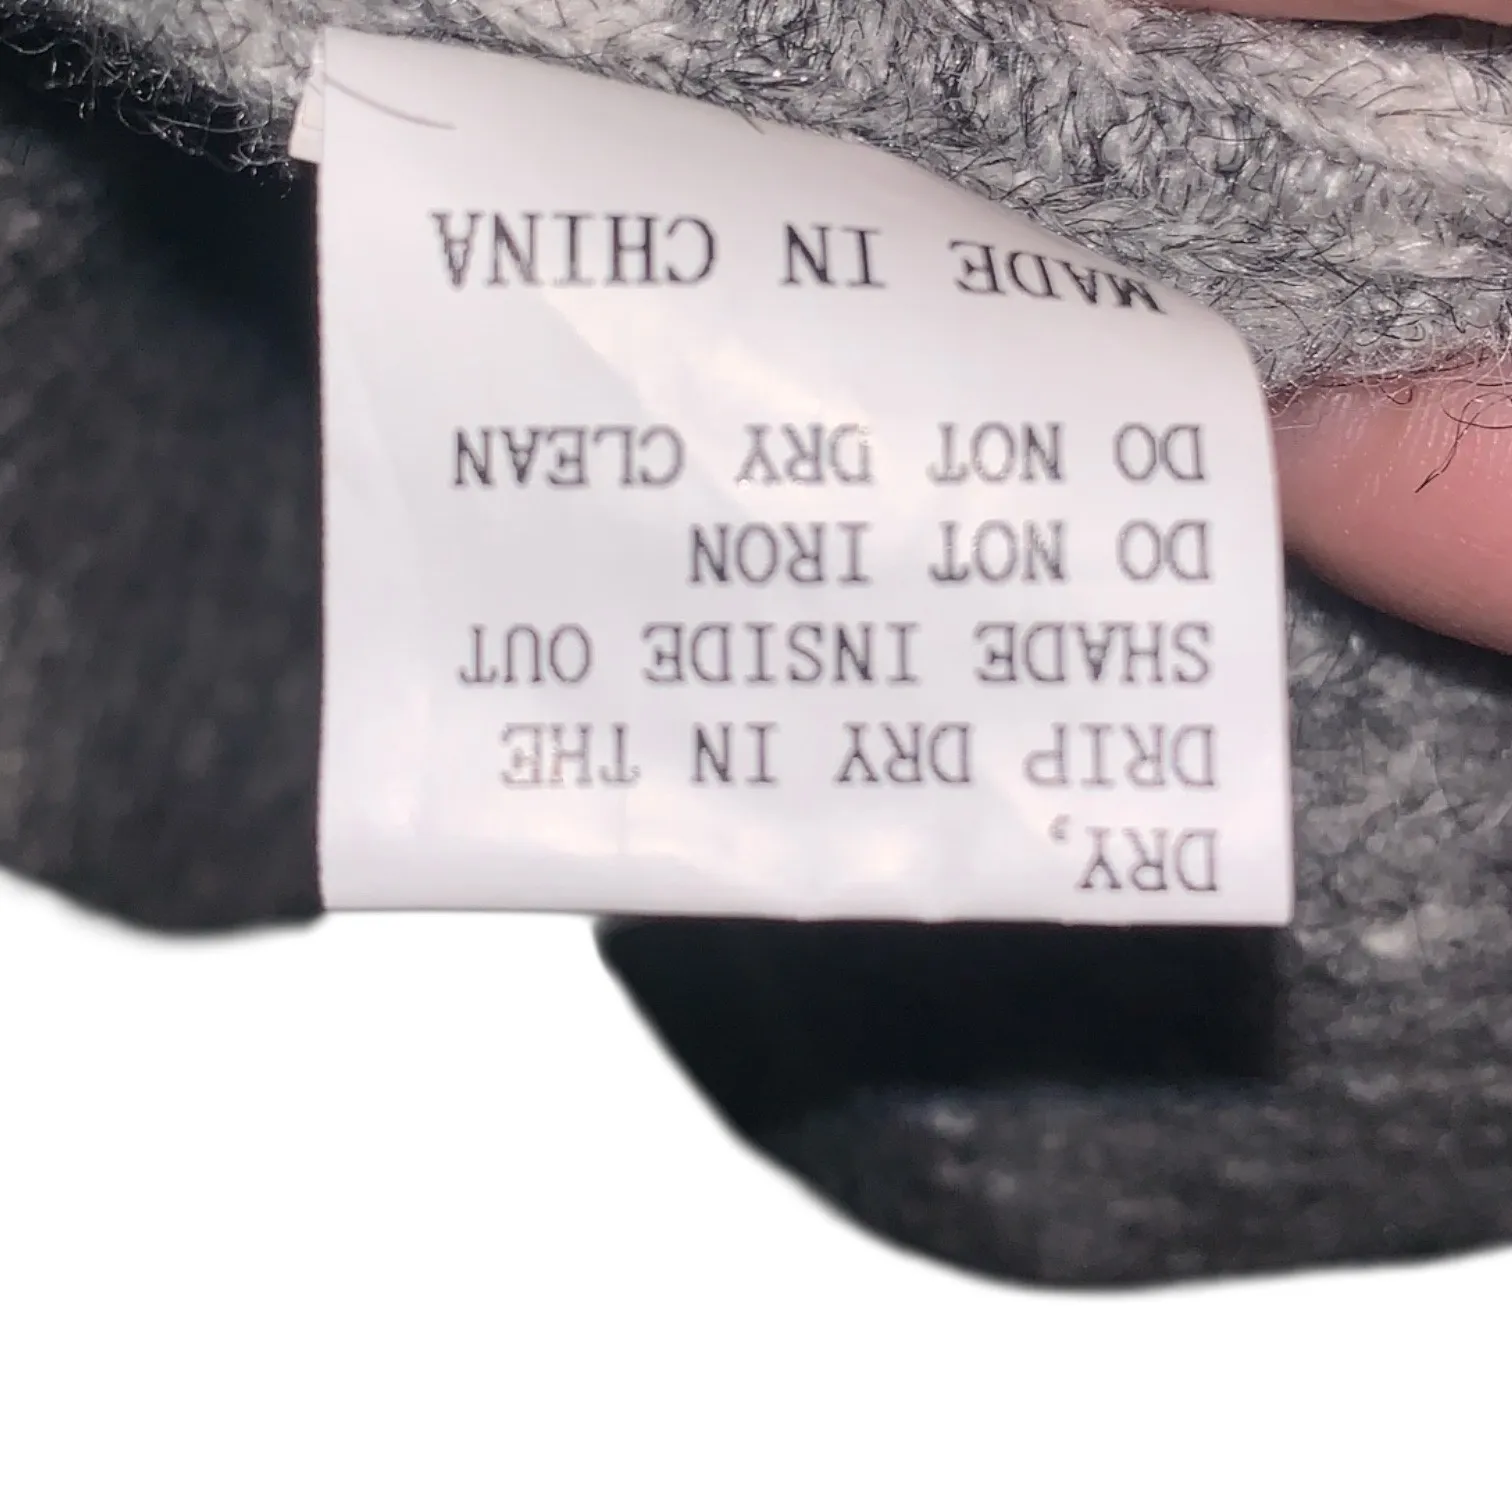 DRY,
DRIP DRY IN THE
SHADE INSIDE OUT
DO NOT IRON
DO NOT DRY CLEAN
MADE IN CHINA